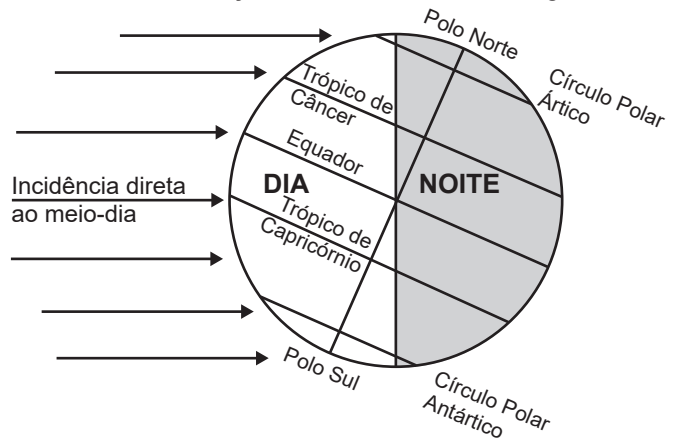 Polo Norte
Círculo Polar
Ártico
Trópico de
Câncer
Equador
DIA
NOITE
Incidência direta
ao meio-dia
Trópico de
Capricórnio
Polo Sul
Círculo Polar
Antártico